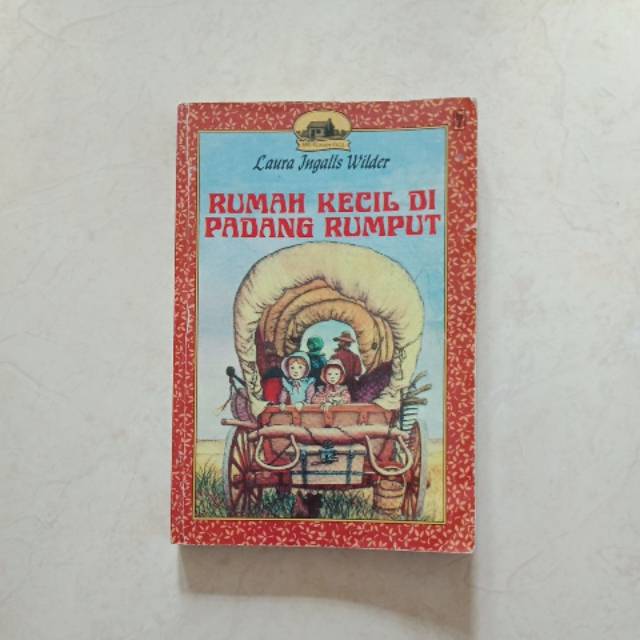 Laura Ingalls Wilder
RUMAH KECIL DI
PADANG RUMPUT